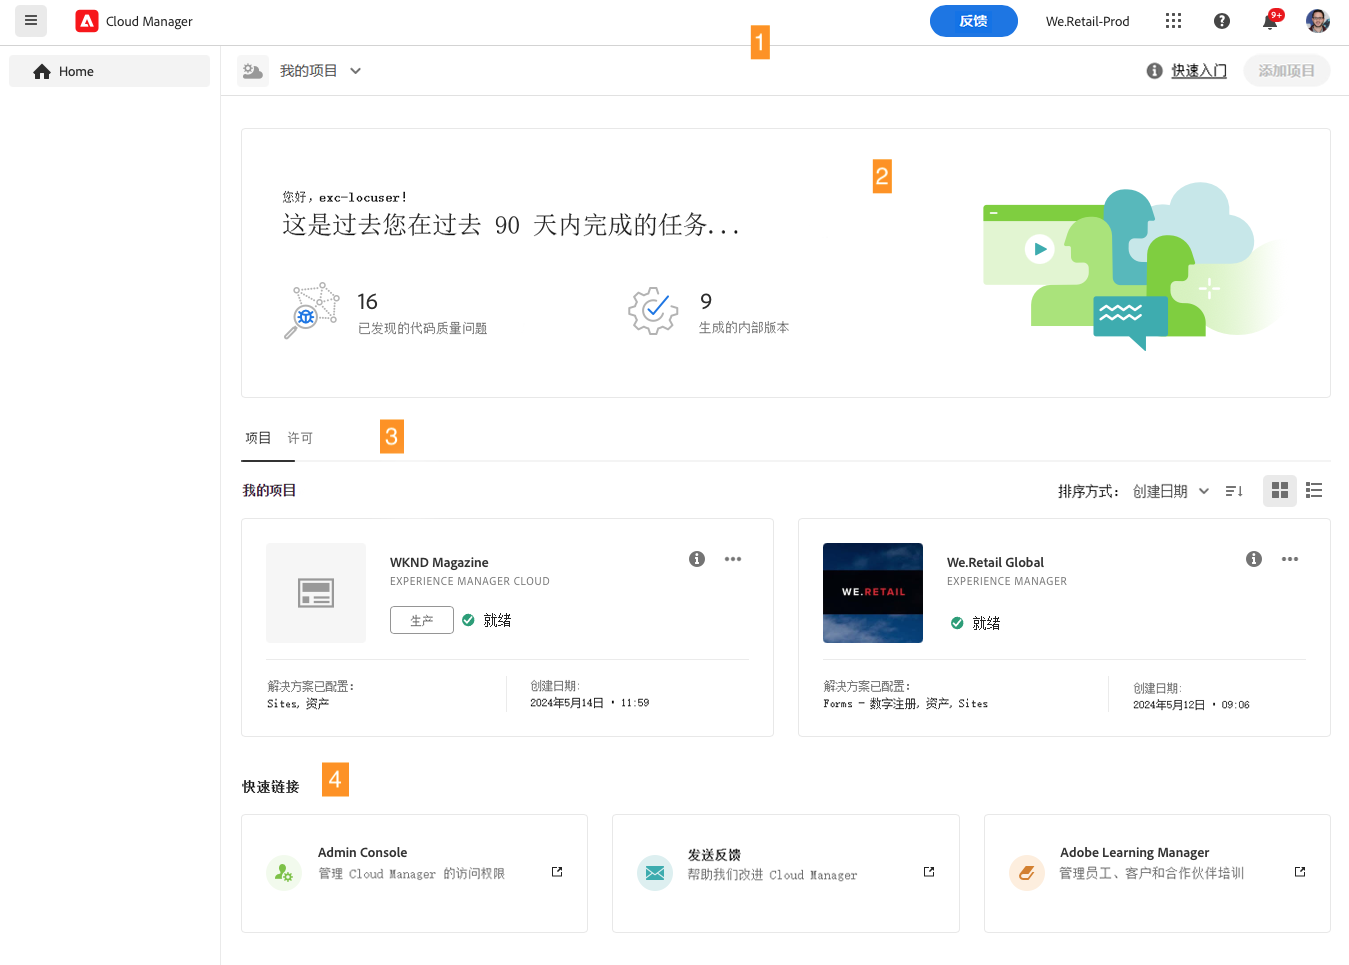 Cloud Manager
反馈
We.Retail-Prod
9+
1
Home
我的项目
快速入门
添加项目
2
您好，exc-locuser!
这是过去您在过去 90 天内完成的任务...
16
已发现的代码质量问题
9
生成的内部版本
项目
许可
3
我的项目
排序方式：
创建日期
WKND Magazine
EXPERIENCE MANAGER CLOUD
生产
就绪
解决方案已配置：
Sites, 资产
创建日期:
2024年5月14日 • 11:59
WE.RETAIL
We.Retail Global
EXPERIENCE MANAGER
就绪
解决方案已配置：
Forms - 数字注册, 资产, Sites
创建日期:
2024年5月12日 • 09:06
快速链接
4
Admin Console
管理 Cloud Manager 的访问权限
发送反馈
帮助我们改进 Cloud Manager
Adobe Learning Manager
管理员工、客户和合作伙伴培训